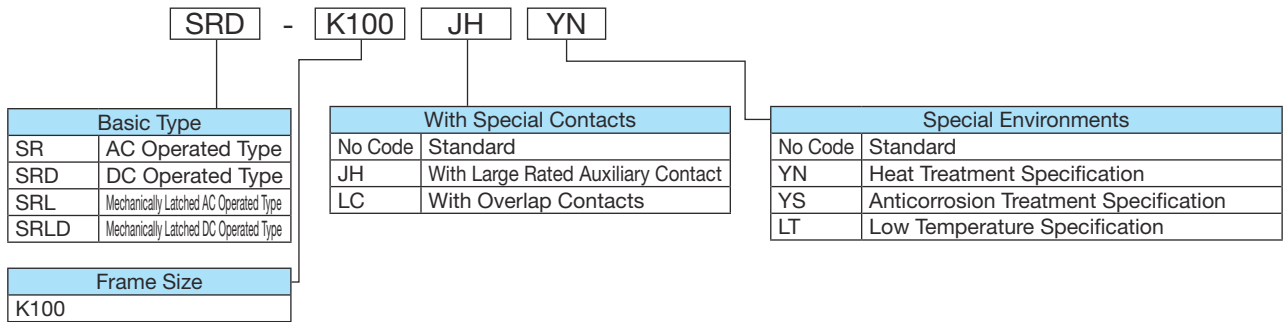 SRD - K100 JH YN
Basic Type
SR AC Operated Type
SRD DC Operated Type
SRL Mechanically Latched AC Operated Type
SRLD Mechanically Latched DC Operated Type
Frame Size
K100
With Special Contacts
No Code Standard
JH With Large Rated Auxiliary Contact
LC With Overlap Contacts
Special Environments
No Code Standard
YN Heat Treatment Specification
YS Anticorrosion Treatment Specification
LT Low Temperature Specification